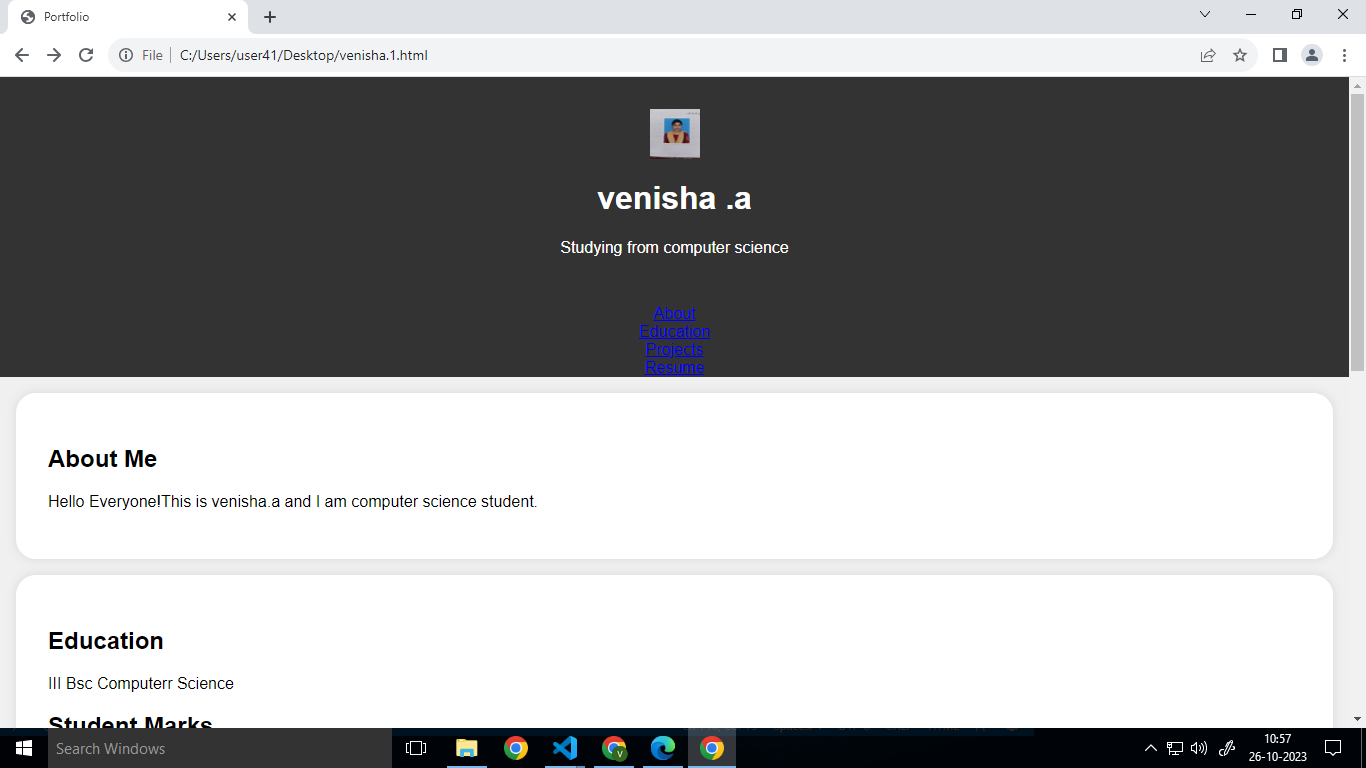 Portfolio
File
C:/Users/user41/Desktop/venisha.1.html
venisha .a
Studying from computer science
About
Education
Projects
Resume
About Me
Hello Everyone!This is venisha.a and I am computer science student.
Education
III Bsc Computerr Science
Student Marks
Search Windows
V
10:57
26-10-2023